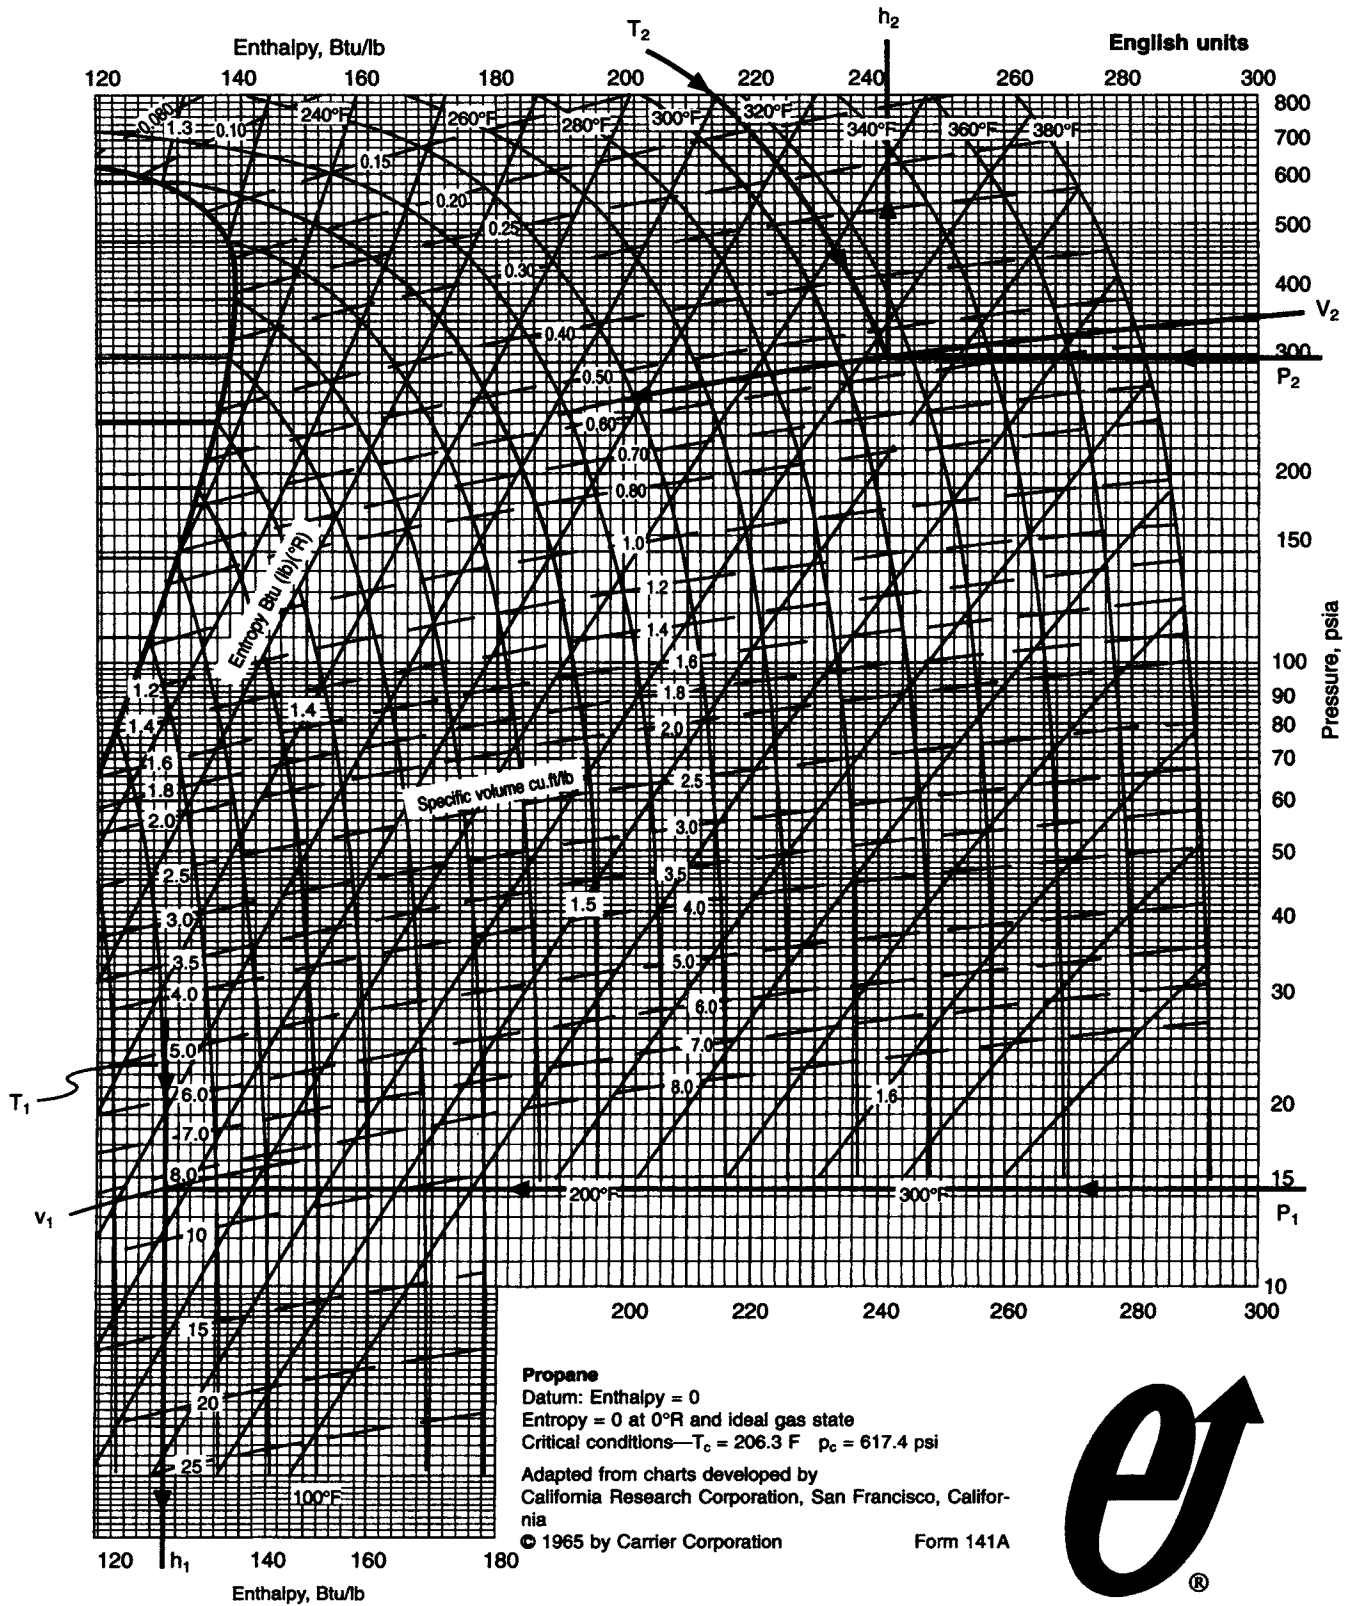 T2
h2
Enthalpy, Btu/lb
English units
120 140 160 180 200 220 240 260 280 300
0.080 1.3 0.10 240°F 260°F 280°F 300°F 320°F 340°F 360°F 380°F
800
700
0.15
600
0.20
0.25
500
0.30
400
V2
0.40
300
P2
0.50
0.60
0.70
200
0.80
Entropy Btu (lb)(°R)
1.0
150
1.2
1.4
1.6
100
Pressure, psia
1.2
1.8
90
1.4
1.4
2.0
80
1.6
70
1.8
Specific volume cu.ft/lb
2.5
60
2.0
3.0
50
2.5
3.5
1.5
4.0
40
3.0
3.5
5.0
4.0
6.0
30
5.0
7.0
T1
6.0
8.0
1.6
20
7.0
8.0
15
200°F
300°F
v1
P1
10
10
200 220 240 260 280 300
15
20
25
100°F
120 h1 140 160 180
Enthalpy, Btu/lb
Propane
Datum: Enthalpy = 0
Entropy = 0 at 0°R and ideal gas state
Critical conditions—Tc = 206.3 F pc = 617.4 psi
Adapted from charts developed by
California Research Corporation, San Francisco, Califor-
nia
© 1965 by Carrier Corporation Form 141A
ej
®